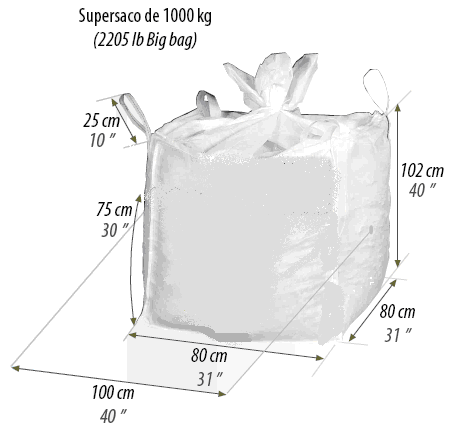 Supersaco de 1000 kg
(2205 lb Big bag)
25 cm
10 ”
102 cm
40 ”
75 cm
30 ”
80 cm
31 ”
80 cm
31 ”
100 cm
40 ”